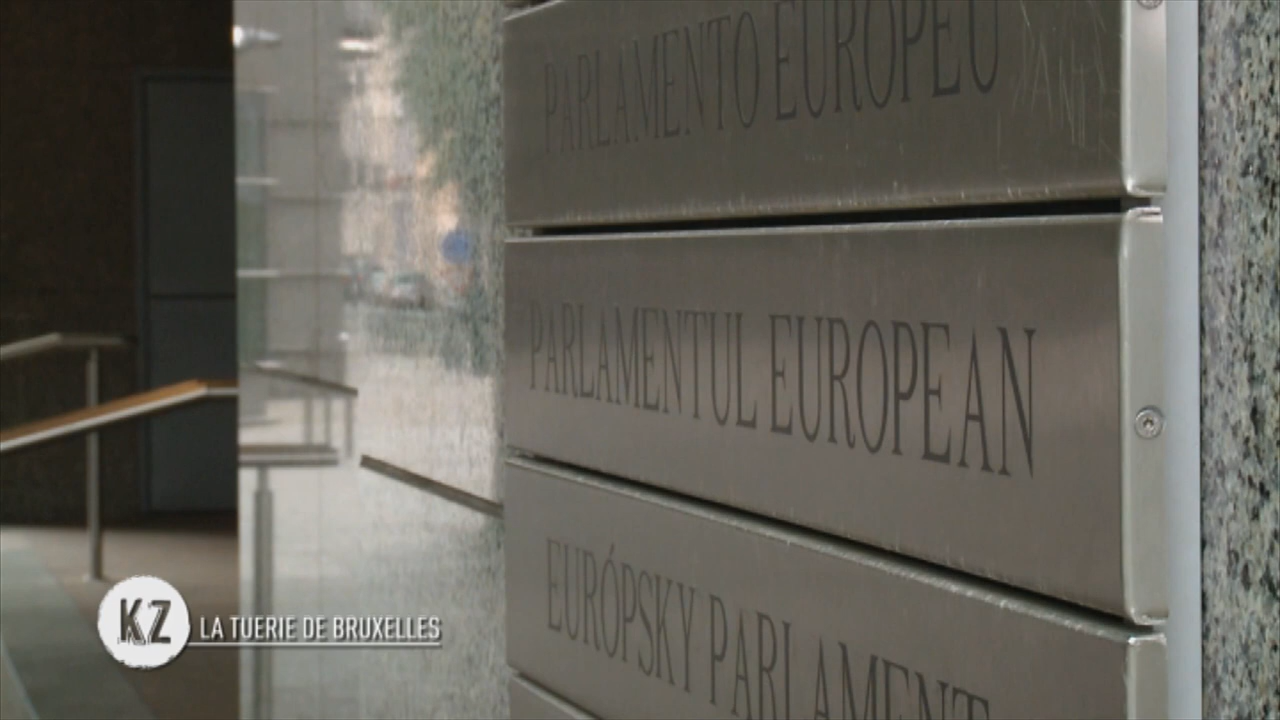 PARLAMENTO EUROPEU
PARLAMENTUL EUROPEAN
EURÓPSKY PARLAMENT
KZ
LA TUERIE DE BRUXELLES